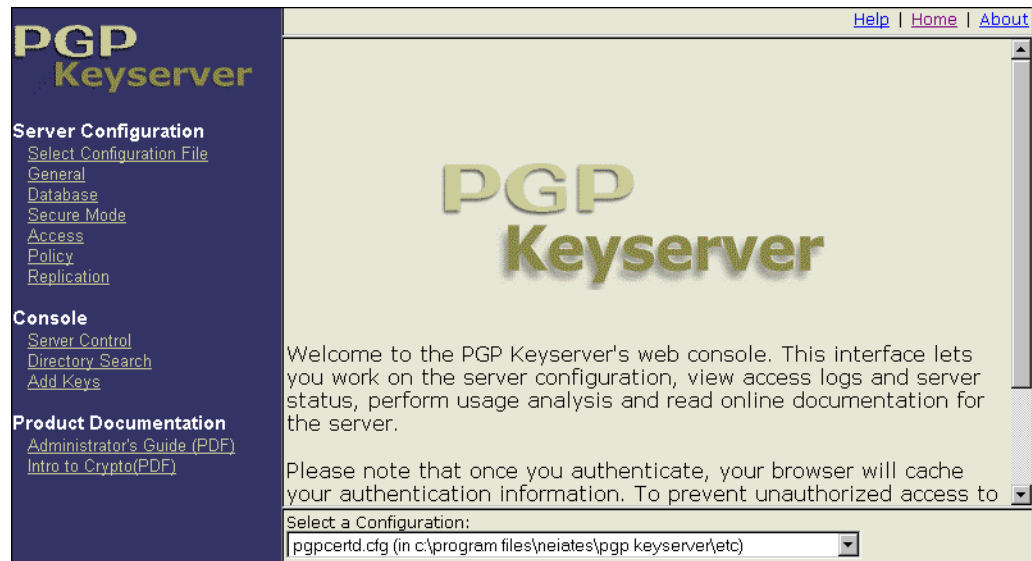 PGP
Keyserver
Server Configuration
Select Configuration File
General
Database
Secure Mode
Access
Policy
Replication
Console
Server Control
Directory Search
Add Keys
Product Documentation
Administrator's Guide (PDF)
Intro to Crypto(PDF)
Help | Home | About
PGP
Keyserver
Welcome to the PGP Keyserver's web console. This interface lets
you work on the server configuration, view access logs and server
status, perform usage analysis and read online documentation for
the server.
Please note that once you authenticate, your browser will cache
your authentication information. To prevent unauthorized access to
Select a Configuration:
pgpcertd.cfg (in c:\program files\neiates\pgp keyserver\etc)